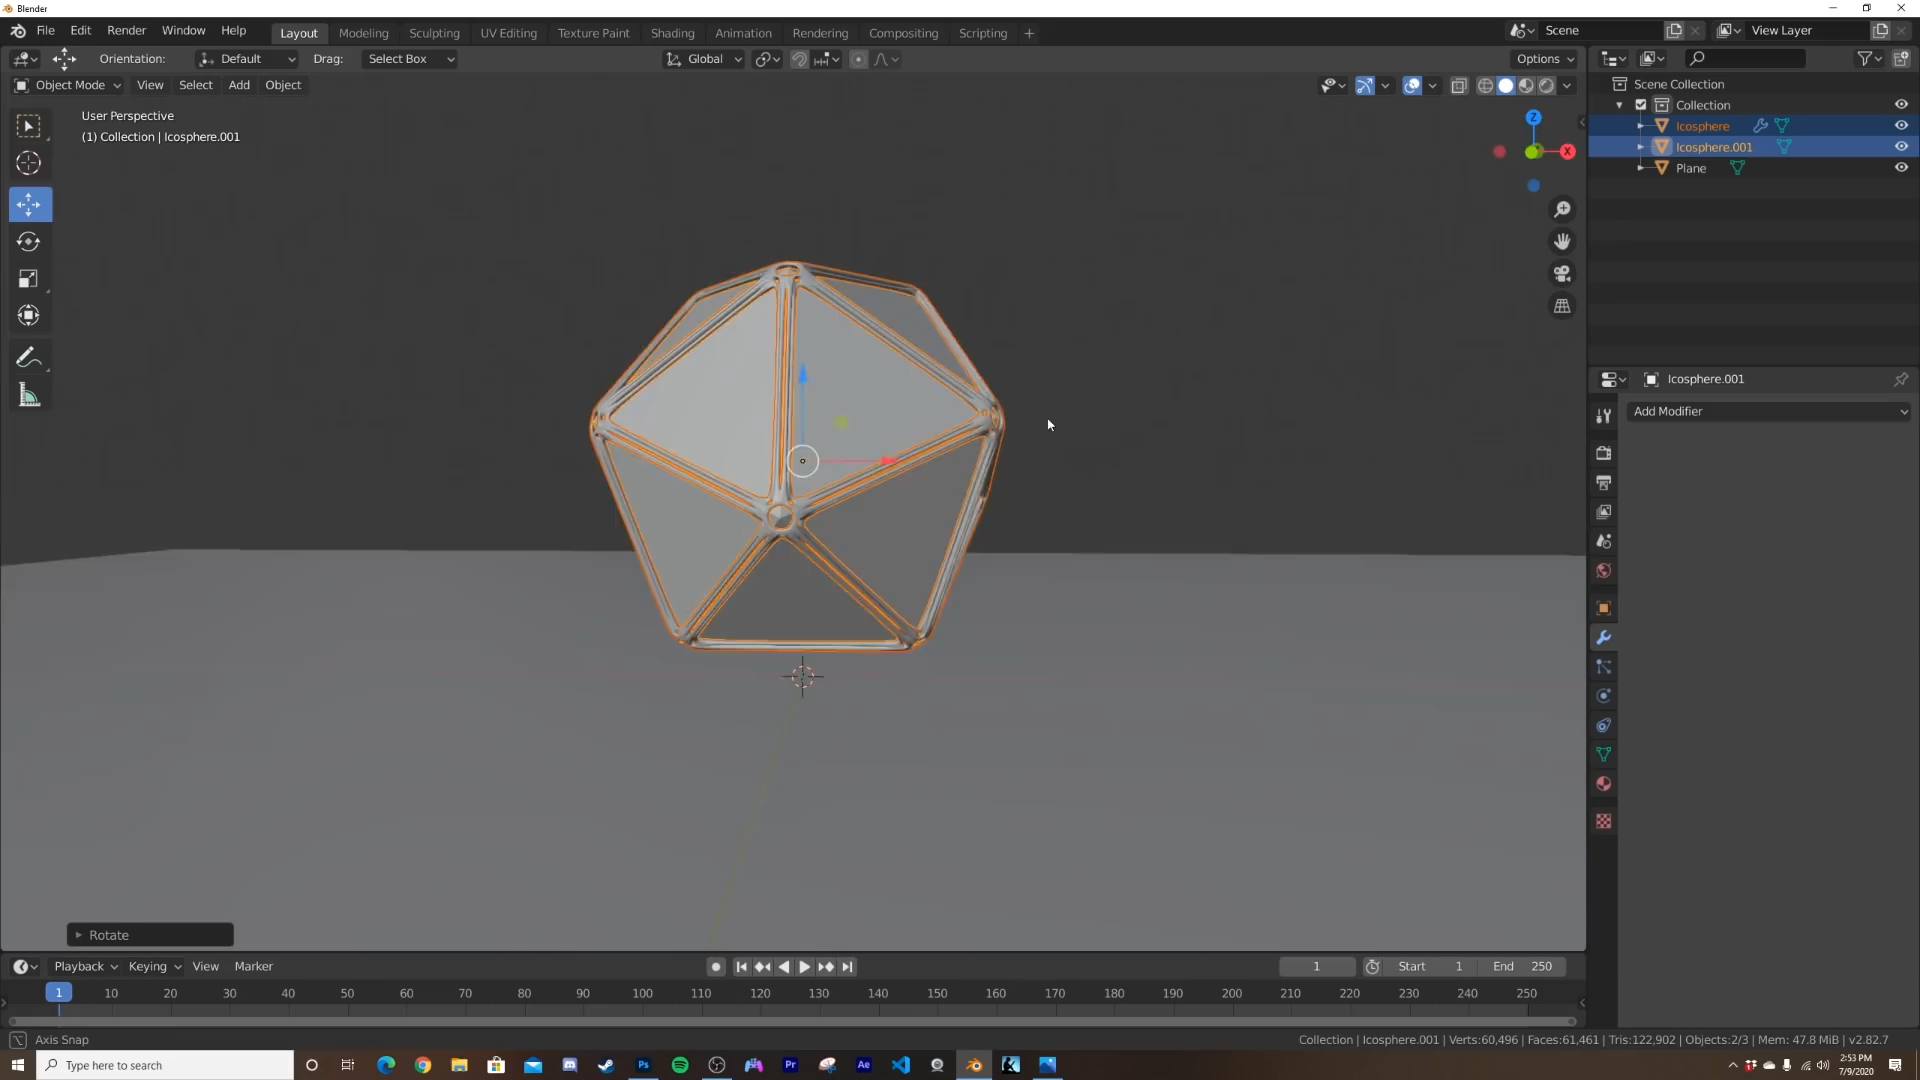 Blender
File Edit Render Window Help Layout Modeling Sculpting UV Editing Texture Paint Shading Animation Rendering Compositing Scripting + Scene View Layer
Orientation: Default Drag: Select Box Global Options
Object Mode View Select Add Object
User Perspective
(1) Collection | Icosphere.001
Z
X
Scene Collection
Collection
Icosphere
Icosphere.001
Plane
Icosphere.001
Add Modifier
Rotate
Playback Keying View Marker 1 Start 1 End 250
1 10 20 30 40 50 60 70 80 90 100 110 120 130 140 150 160 170 180 190 200 210 220 230 240 250
Axis Snap Collection | Icosphere.001 | Verts:60,496 | Faces:61,461 | Tris:122,902 | Objects:2/3 | Mem: 47.8 MiB | v2.82.7
Type here to search Ps Pr Ae 2:53 PM
7/9/2020